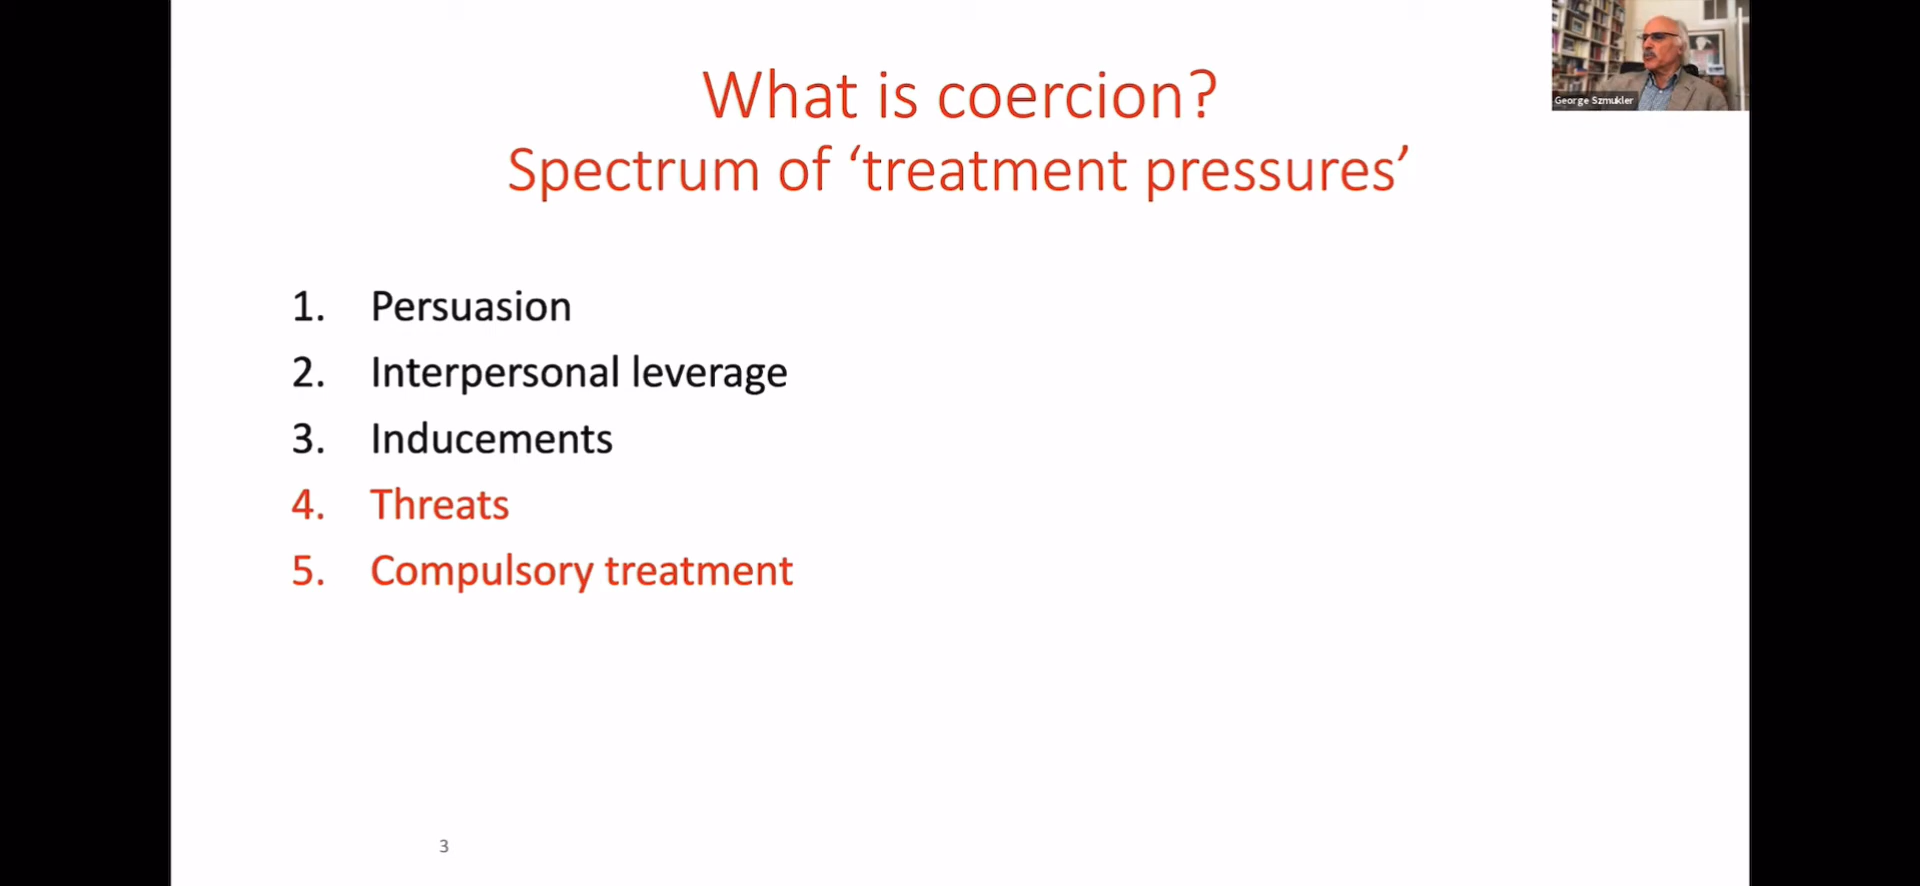 What is coercion?
Spectrum of ‘treatment pressures’
George Szmukler
1. Persuasion
2. Interpersonal leverage
3. Inducements
4. Threats
5. Compulsory treatment
3